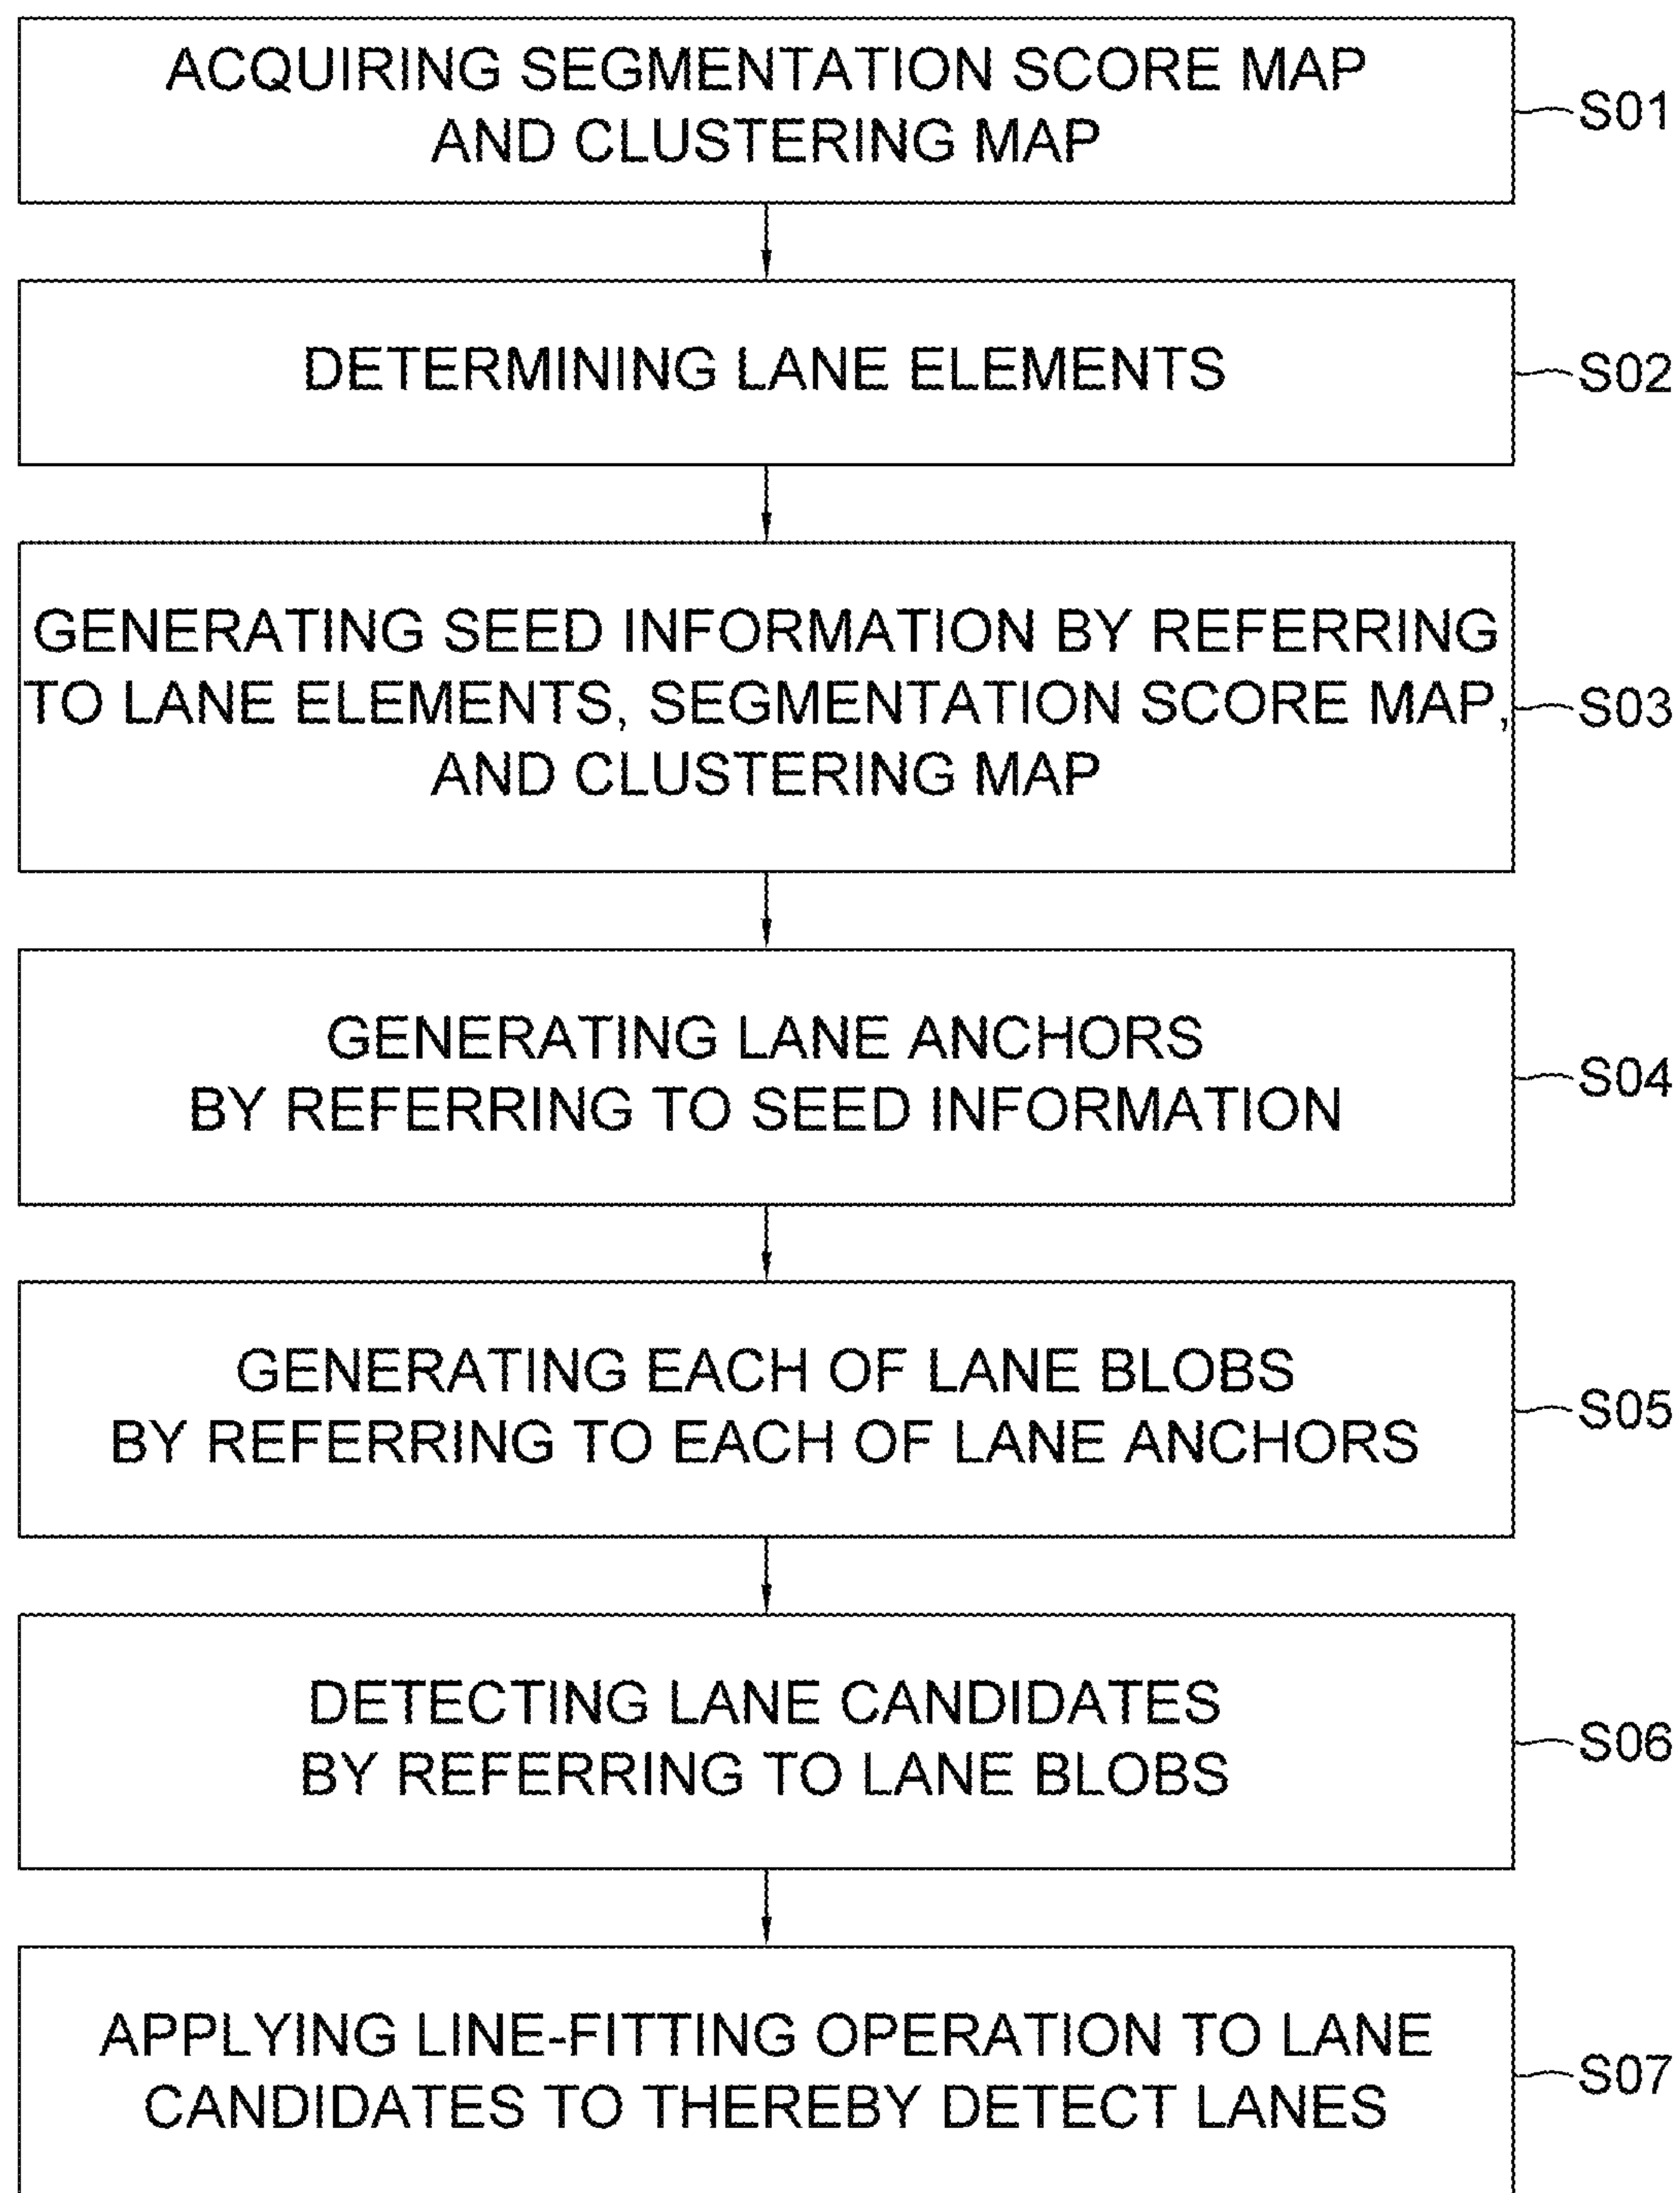 ACQUIRING SEGMENTATION SCORE MAP
AND CLUSTERING MAP
S01
DETERMINING LANE ELEMENTS
S02
GENERATING SEED INFORMATION BY REFERRING
TO LANE ELEMENTS, SEGMENTATION SCORE MAP,
AND CLUSTERING MAP
S03
GENERATING LANE ANCHORS
BY REFERRING TO SEED INFORMATION
S04
GENERATING EACH OF LANE BLOBS
BY REFERRING TO EACH OF LANE ANCHORS
S05
DETECTING LANE CANDIDATES
BY REFERRING TO LANE BLOBS
S06
APPLYING LINE-FITTING OPERATION TO LANE
CANDIDATES TO THEREBY DETECT LANES
S07